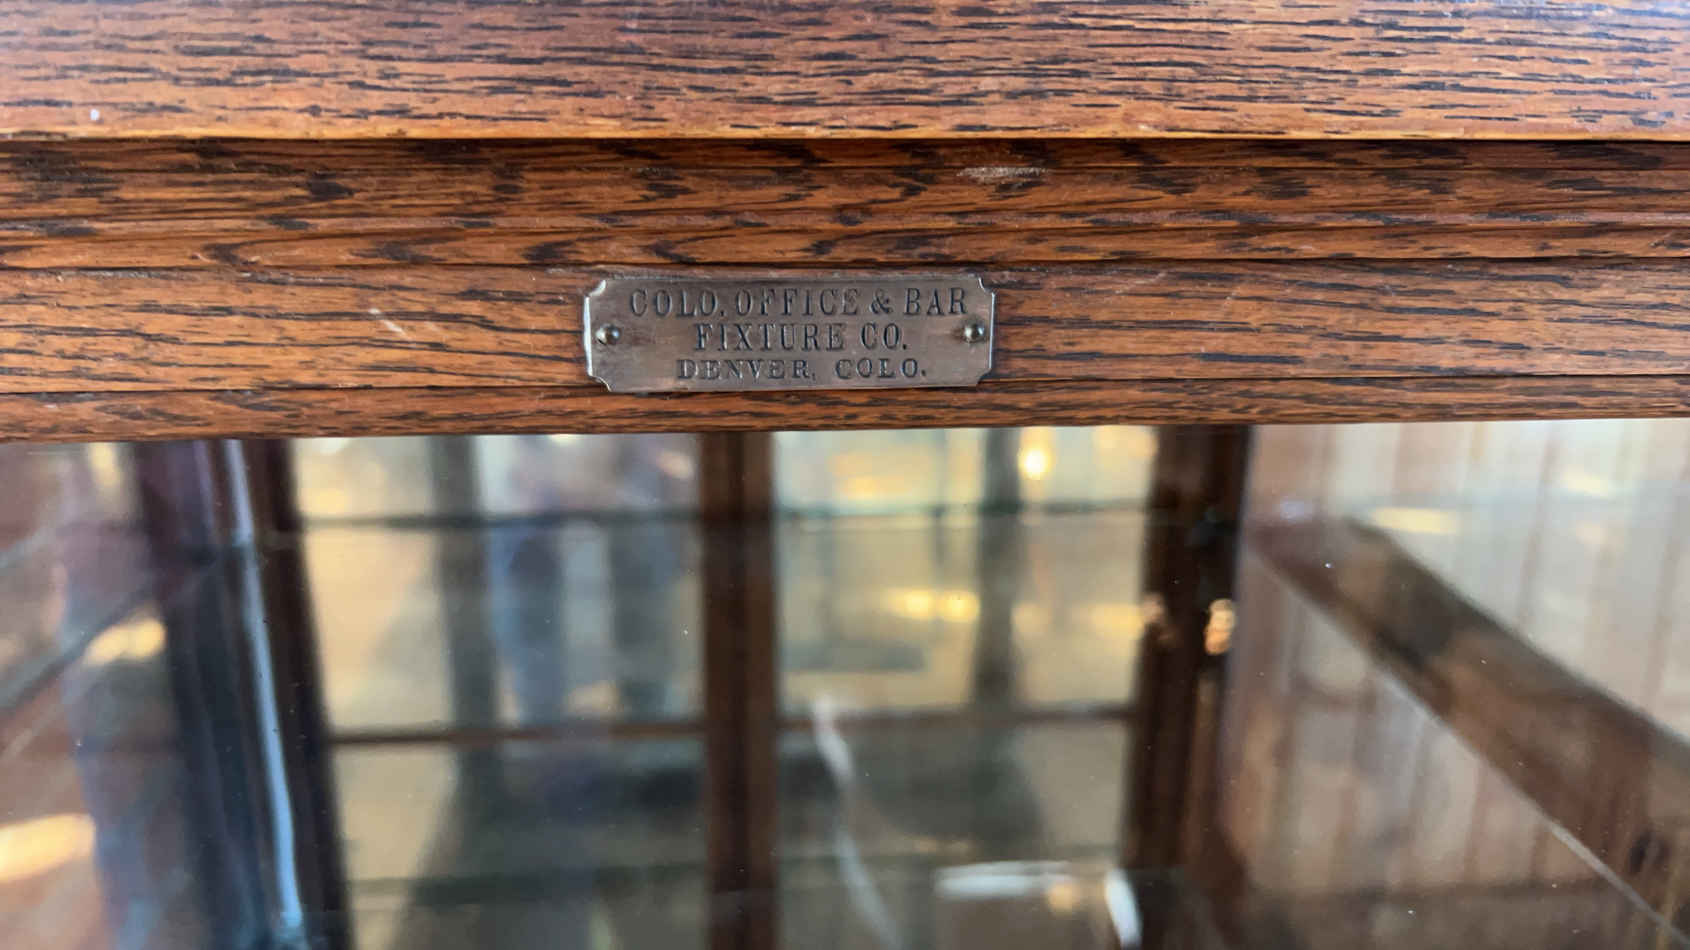 COLO. OFFICE & BAR
FIXTURE CO.
DENVER, COLO.